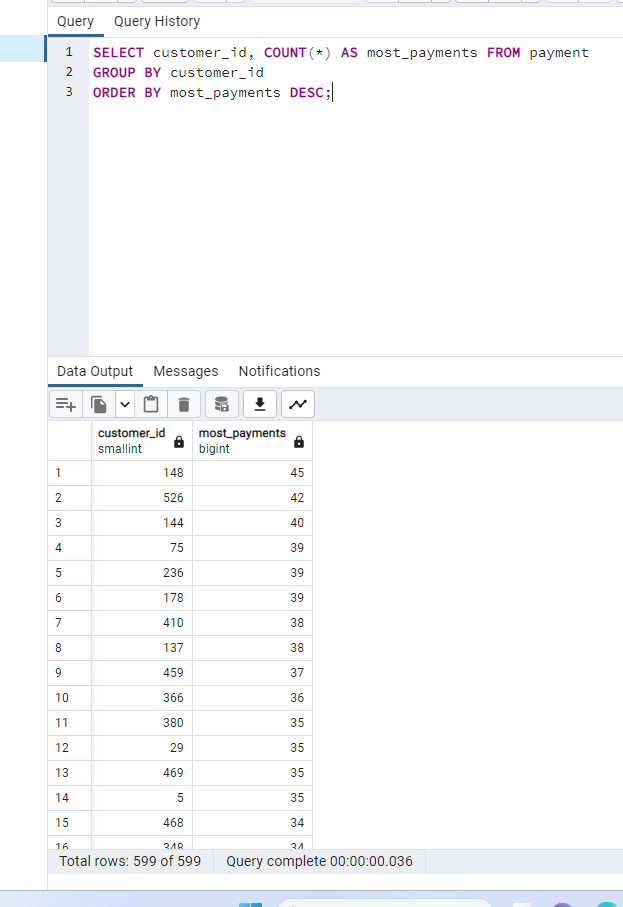 Query Query History
1 SELECT customer_id, COUNT(*) AS most_payments FROM payment
2 GROUP BY customer_id
3 ORDER BY most_payments DESC;
Data Output Messages Notifications
customer_id most_payments
smallint bigint
1 148 45
2 526 42
3 144 40
4 75 39
5 236 39
6 178 39
7 410 38
8 137 38
9 459 37
10 366 36
11 380 35
12 29 35
13 469 35
14 5 35
15 468 34
16 348 34
Total rows: 599 of 599 Query complete 00:00:00.036